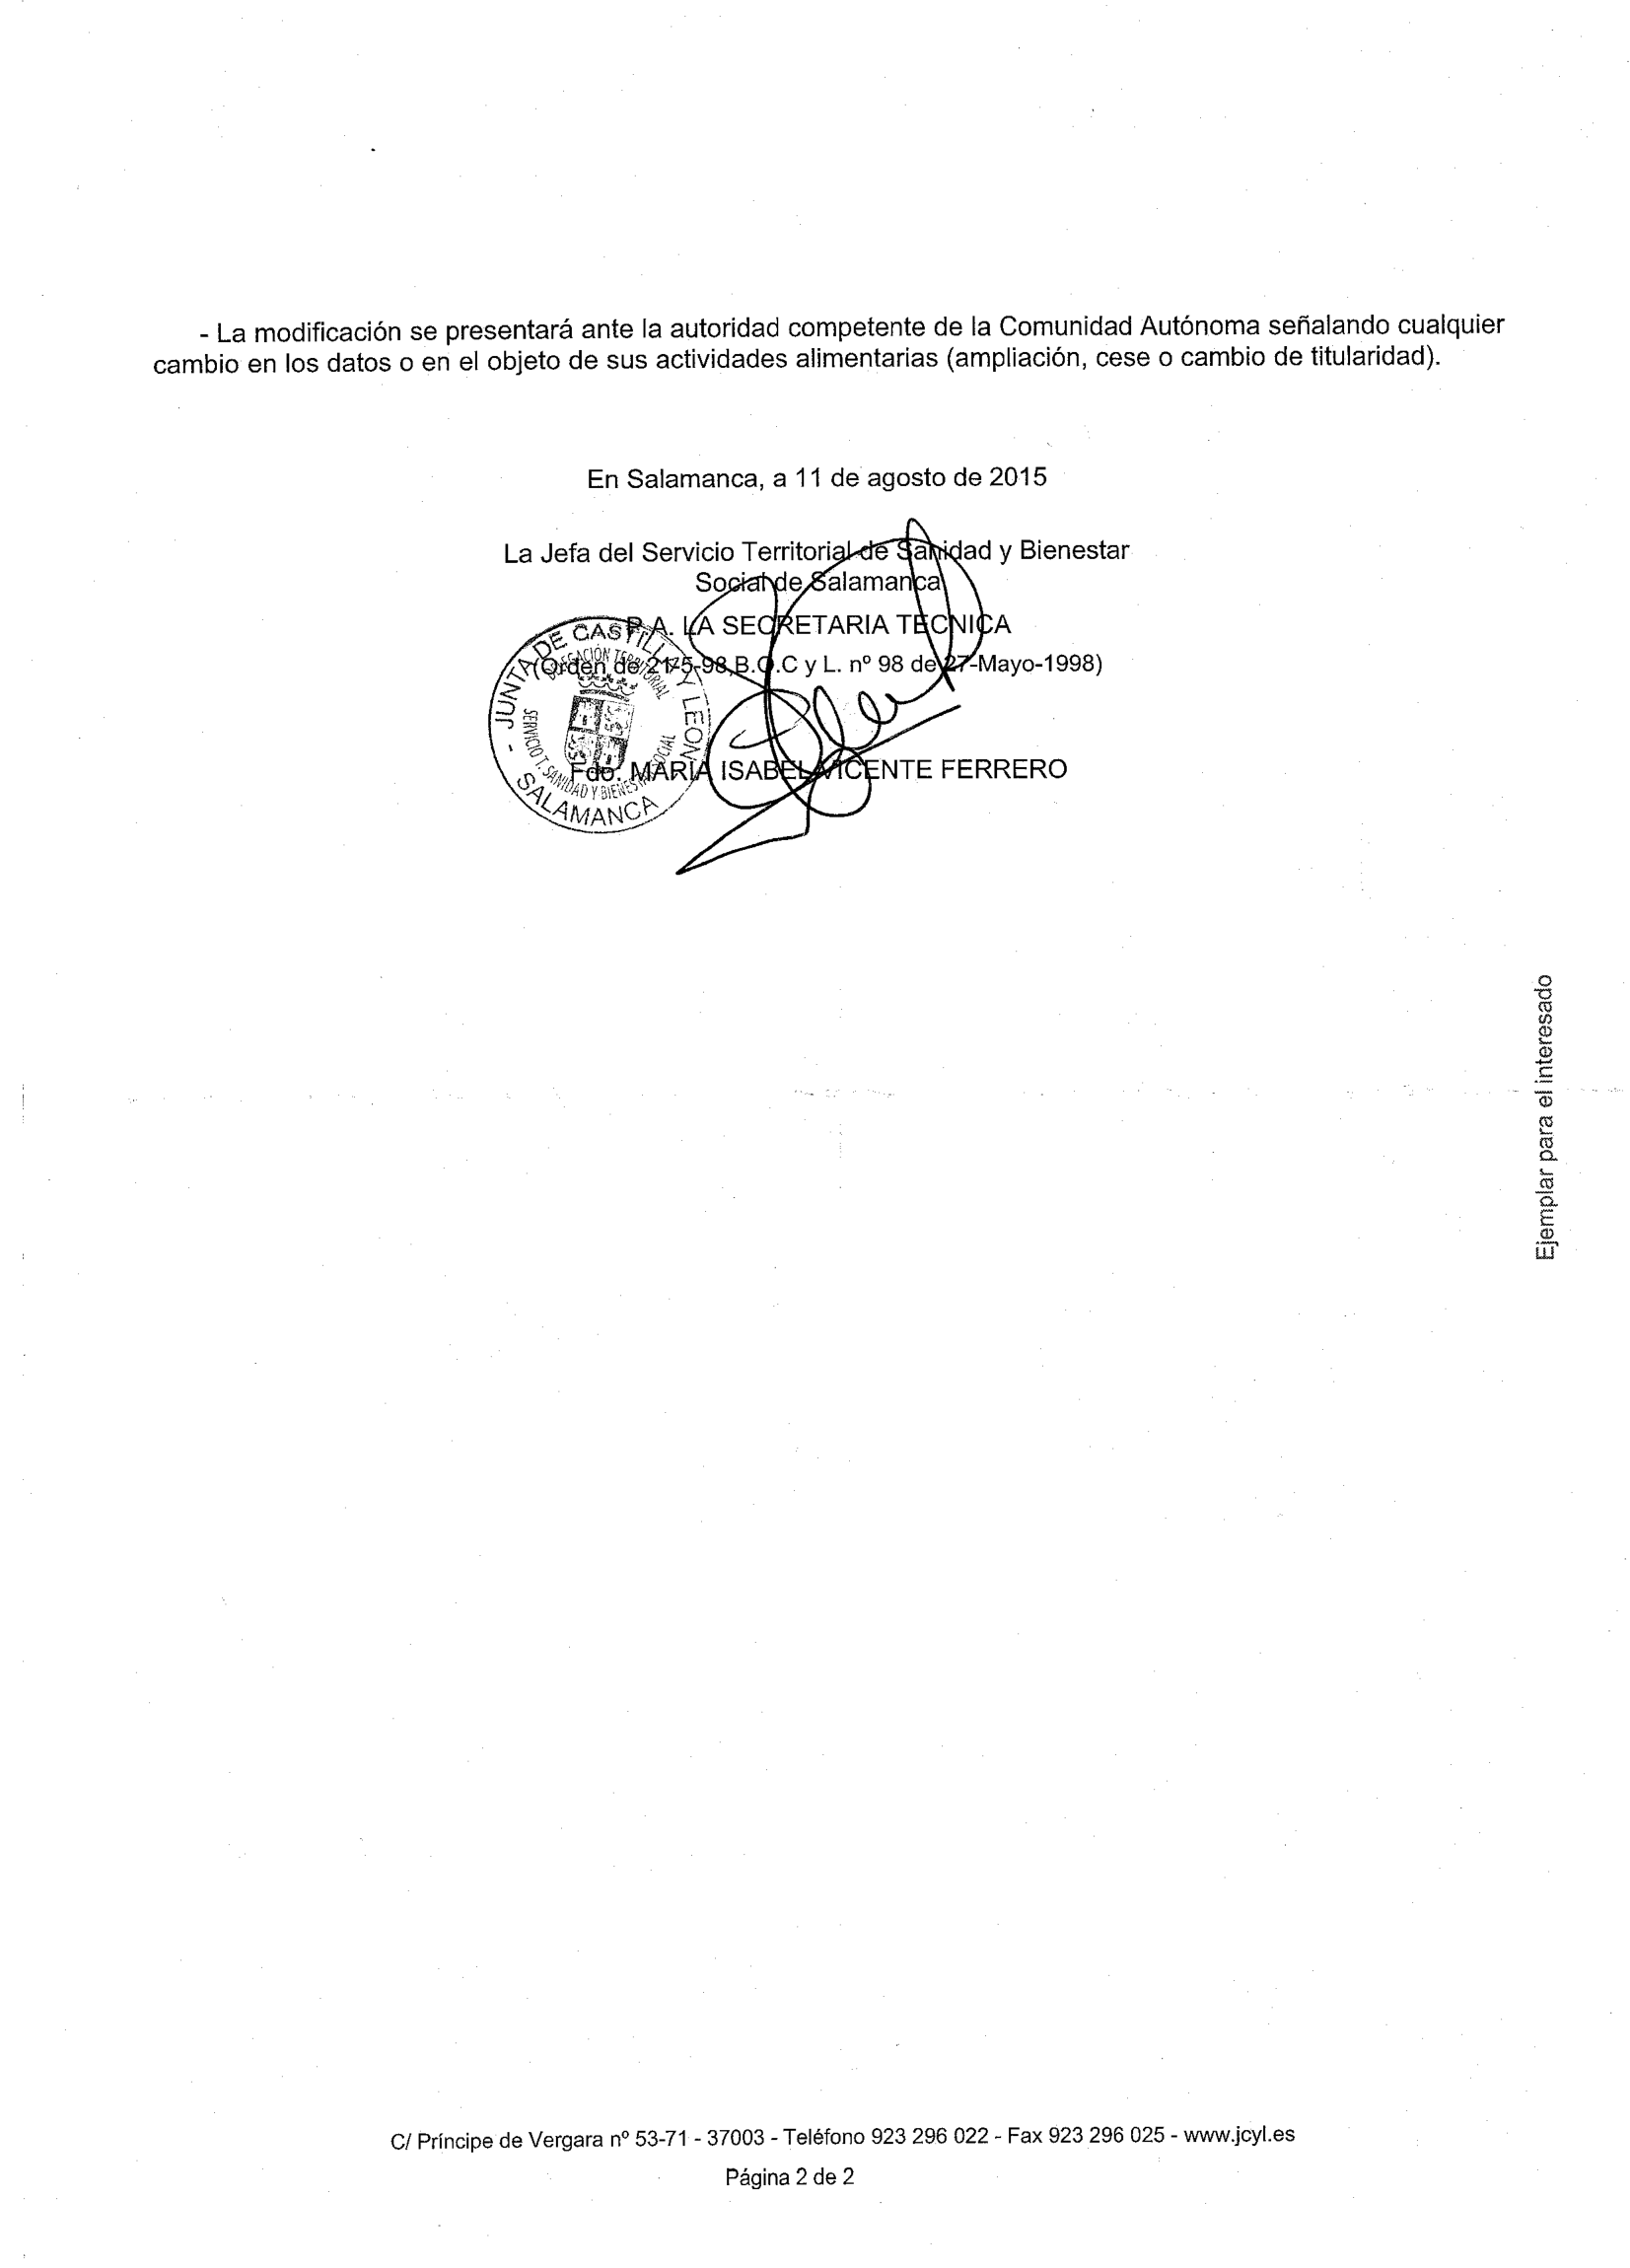 - La modificación se presentará ante la autoridad competente de la Comunidad Autónoma señalando cualquier
cambio en los datos o en el objeto de sus actividades alimentarias (ampliación, cese o cambio de titularidad).
En Salamanca, a 11 de agosto de 2015
La Jefa del Servicio Territorial de Sanidad y Bienestar
Social de Salamanca
P.A. LA SECRETARIA TECNICA
(Orden de 21-5-98,B.O.C y L. nº 98 de 27-Mayo-1998)
Fdo. MARIA ISABEL VICENTE FERRERO
- JUNTA DE CASTILLA Y LEÓN -
DELEGACIÓN TERRITORIAL
SERVICIO T. SANIDAD Y BIENESTAR SOCIAL
SALAMANCA
Ejemplar para el interesado
C/ Príncipe de Vergara nº 53-71 - 37003 - Teléfono 923 296 022 - Fax 923 296 025 - www.jcyl.es
Página 2 de 2